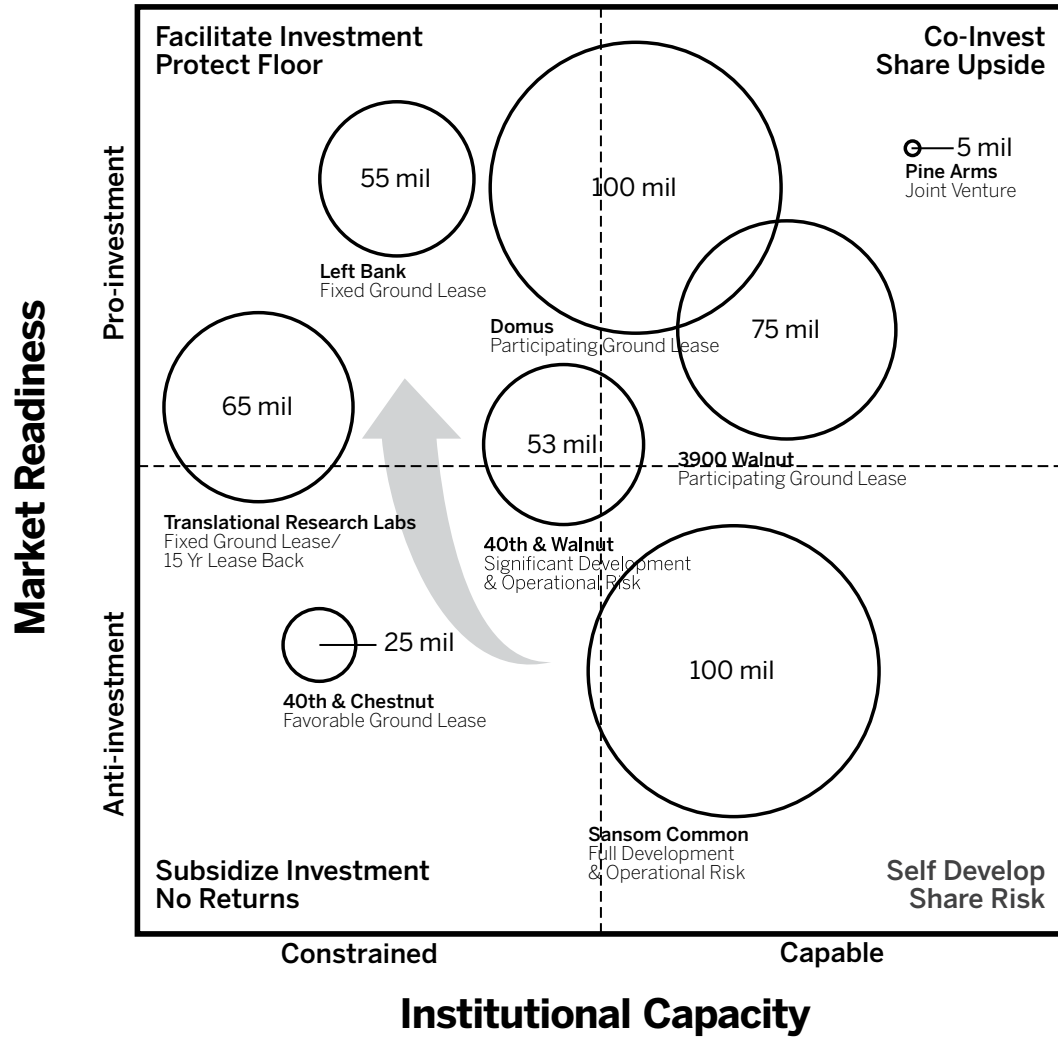 Facilitate Investment
Protect Floor
Co-Invest
Share Upside
55 mil
Left Bank
Fixed Ground Lease
100 mil
Domus
Participating Ground Lease
5 mil
Pine Arms
Joint Venture
75 mil
3900 Walnut
Participating Ground Lease
65 mil
Translational Research Labs
Fixed Ground Lease/
15 Yr Lease Back
53 mil
40th & Walnut
Significant Development
& Operational Risk
25 mil
40th & Chestnut
Favorable Ground Lease
100 mil
Sansom Common
Full Development
& Operational Risk
Subsidize Investment
No Returns
Self Develop
Share Risk
Market Readiness
Pro-investment
Anti-investment
Constrained
Capable
Institutional Capacity